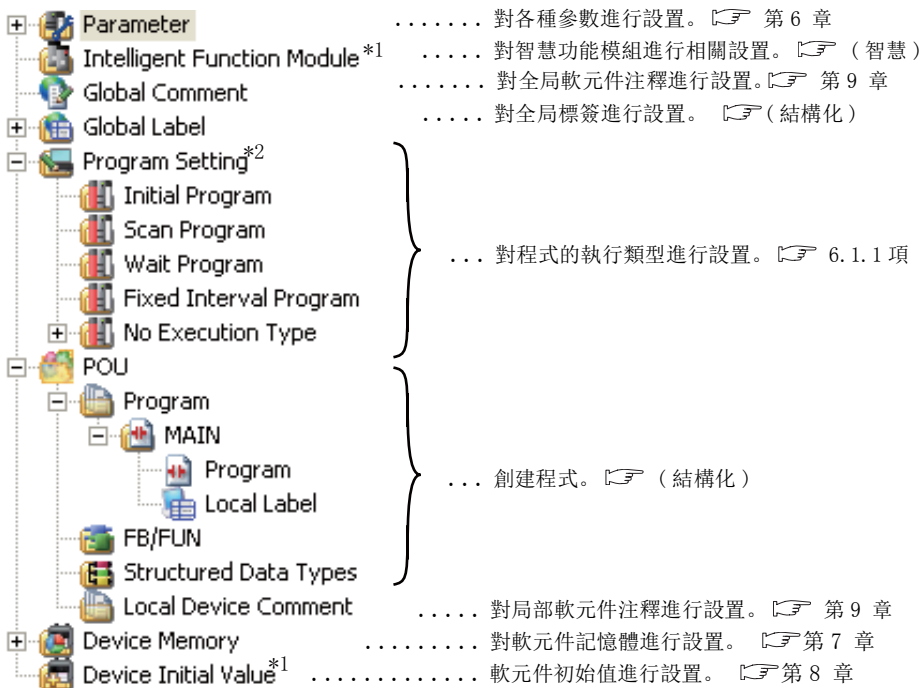 Parameter ....... 對各種參數進行設置。 ☞ 第 6 章
Intelligent Function Module*1 ..... 對智慧功能模組進行相關設置。 ☞ (智慧)
Global Comment ....... 對全局軟元件注釋進行設置。☞ 第 9 章
Global Label ..... 對全局標簽進行設置。 ☞(結構化)
Program Setting*2
Initial Program
Scan Program
Wait Program ... 對程式的執行類型進行設置。 ☞ 6.1.1 項
Fixed Interval Program
No Execution Type
POU
Program
MAIN
Program ... 創建程式。 ☞ (結構化)
Local Label
FB/FUN
Structured Data Types
Local Device Comment ..... 對局部軟元件注釋進行設置。 ☞ 第 9 章
Device Memory ......... 對軟元件記憶體進行設置。 ☞第 7 章
Device Initial Value*1 ............. 軟元件初始值進行設置。 ☞第 8 章